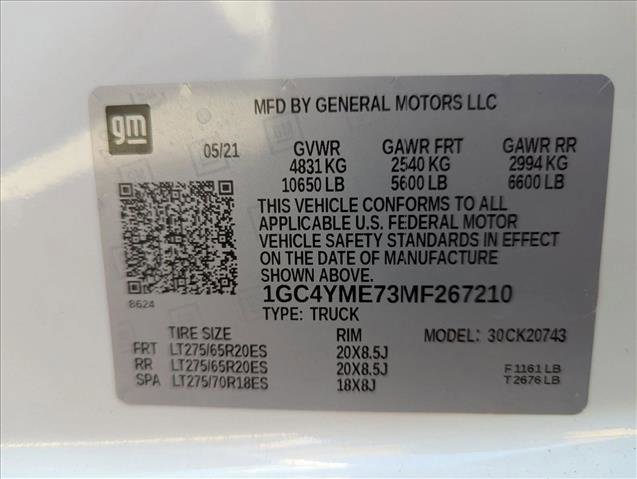 gm
MFD BY GENERAL MOTORS LLC
05/21 GVWR GAWR FRT GAWR RR
4831 KG 2540 KG 2994 KG
10650 LB 5600 LB 6600 LB
THIS VEHICLE CONFORMS TO ALL
APPLICABLE U.S. FEDERAL MOTOR
VEHICLE SAFETY STANDARDS IN EFFECT
ON THE DATE OF MANUFACTURE
SHOWN ABOVE.
8624
1GC4YME73MF267210
TYPE: TRUCK
TIRE SIZE RIM MODEL: 30CK20743
FRT LT275/65R20ES 20X8.5J
RR LT275/65R20ES 20X8.5J F1161 LB
SPA LT275/70R18ES 18X8J T2676 LB